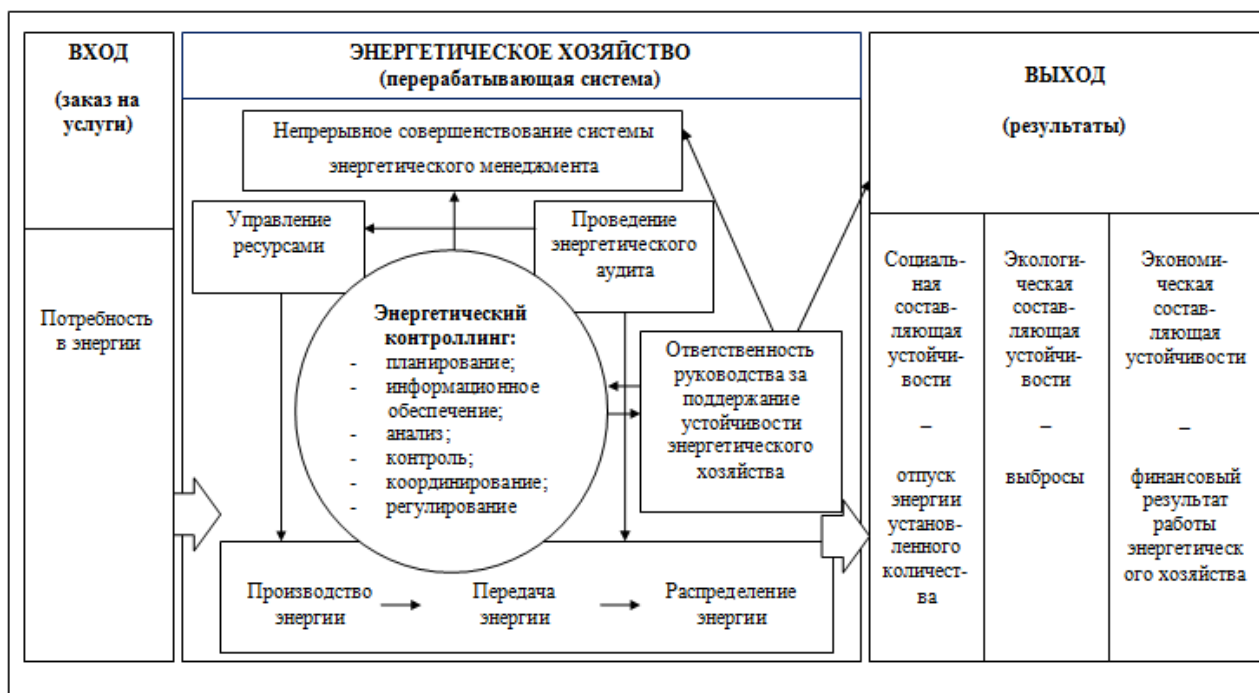 ВХОД
(заказ на
услуги)
Потребность
в энергии
ЭНЕРГЕТИЧЕСКОЕ ХОЗЯЙСТВО
(перерабатывающая система)
Непрерывное совершенствование системы
энергетического менеджмента
Управление
ресурсами
Проведение
энергетического
аудита
Энергетический
контроллинг:
- планирование;
- информационное
обеспечение;
- анализ;
- контроль;
- координирование;
- регулирование
Ответственность
руководства за
поддержание
устойчивости
энергетического
хозяйства
Производство
энергии
Передача
энергии
Распределение
энергии
ВЫХОД
(результаты)
Социаль-
ная
состав-
ляющая
устойчи-
вости
–
отпуск
энергии
установ-
ленного
количест-
ва
Экологи-
ческая
состав-
ляющая
устойчи-
вости
–
выбросы
Экономи-
ческая
состав-
ляющая
устойчивости
–
финансовый
результат
работы
энергетическ
ого хозяйства